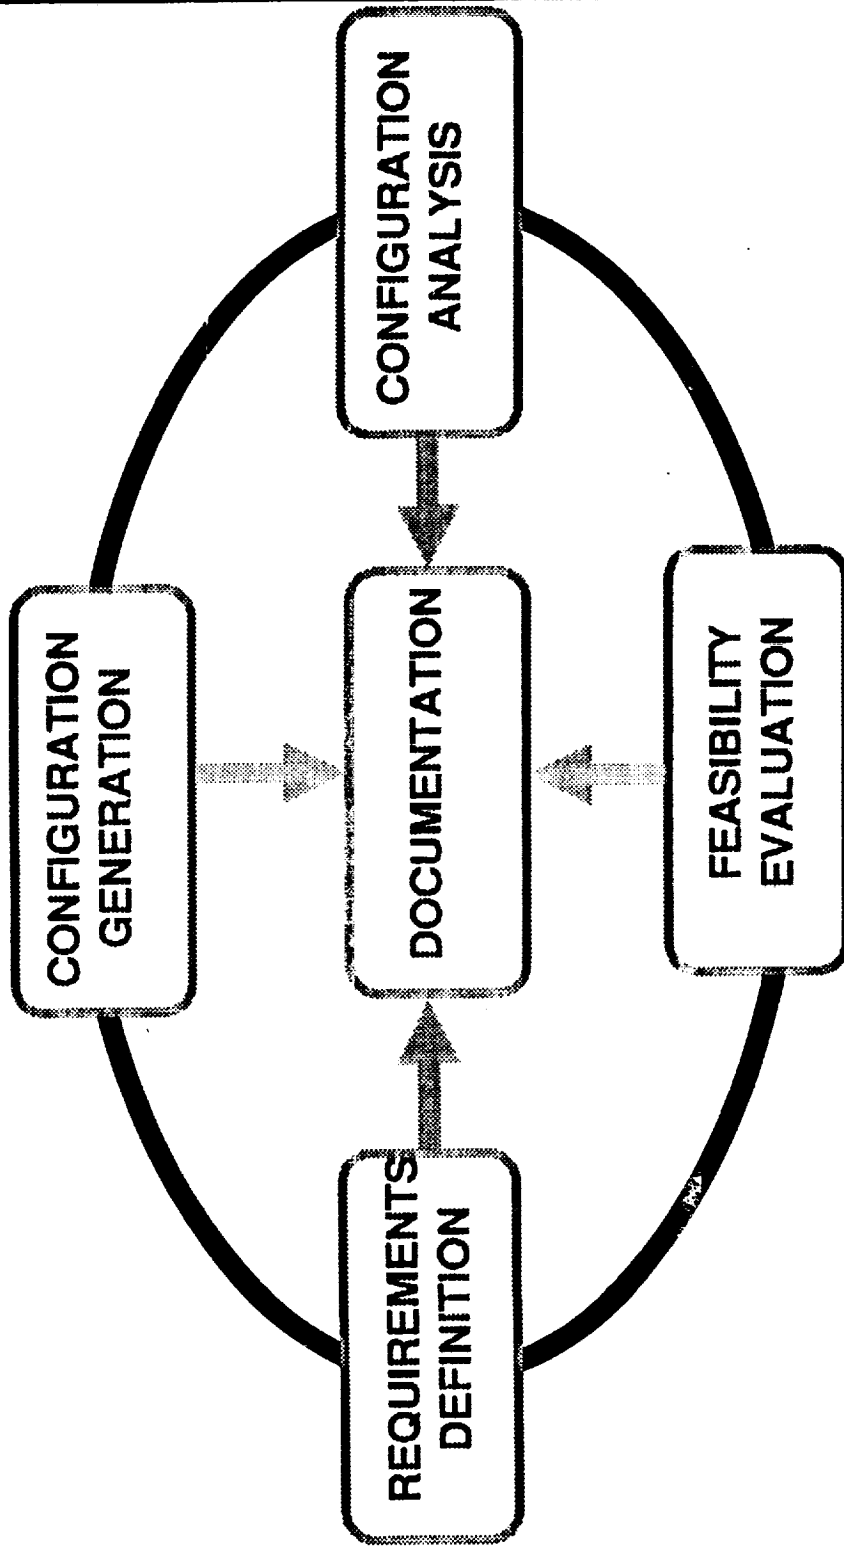 CONFIGURATION
GENERATION
REQUIREMENTS
DEFINITION
DOCUMENTATION
CONFIGURATION
ANALYSIS
FEASIBILITY
EVALUATION